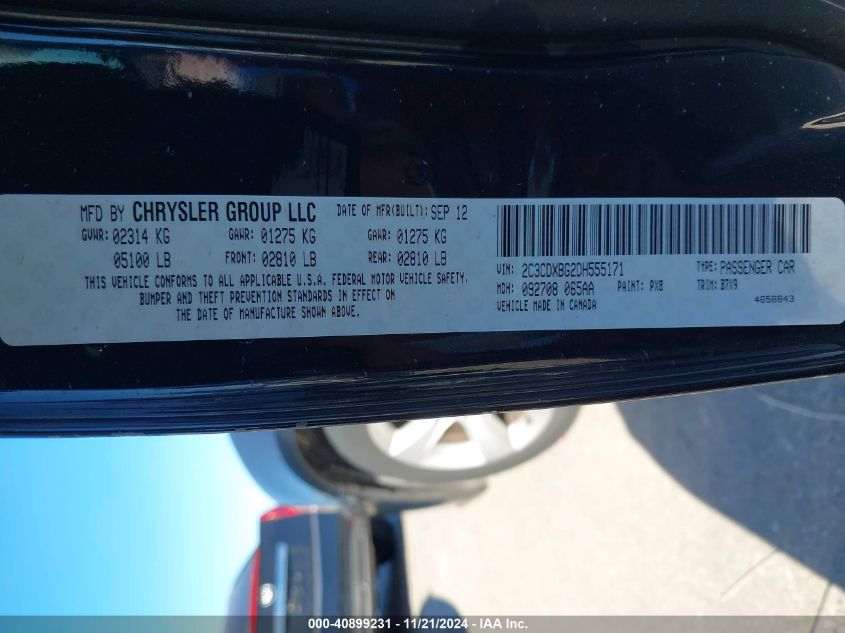 MFD BY CHRYSLER GROUP LLC DATE OF MFR(BUILT): SEP 12
GVWR: 02314 KG GAWR: 01275 KG GAWR: 01275 KG
05100 LB FRONT: 02810 LB REAR: 02810 LB
THIS VEHICLE CONFORMS TO ALL APPLICABLE U.S.A. FEDERAL MOTOR VEHICLE SAFETY,
BUMPER AND THEFT PREVENTION STANDARDS IN EFFECT ON
THE DATE OF MANUFACTURE SHOWN ABOVE.
VIN: 2C3CDXBG2DH555171 TYPE: PASSENGER CAR
MDH: 092708 065AA PAINT: PX8 TRIM: B7X9
VEHICLE MADE IN CANADA 4658843
000-40899231 - 11/21/2024 - IAA Inc.